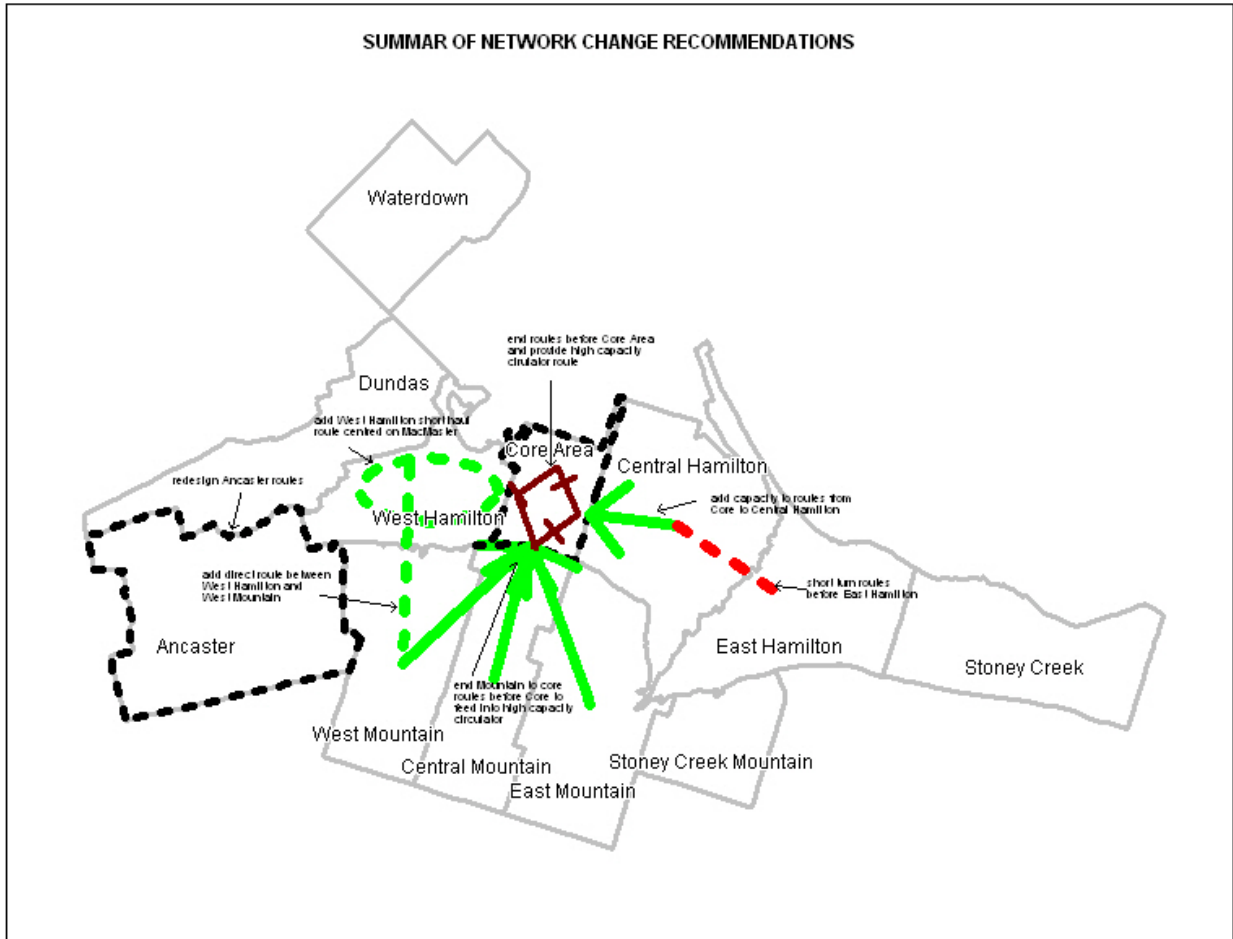 SUMMAR OF NETWORK CHANGE RECOMMENDATIONS
Waterdown
end routes before Core Area
and provide high capacity
cirulator route
Dundas
add West Hamilton short haul
route centred on MacMaster
Core Area
Central Hamilton
redesign Ancaster routes
add capacity to routes from
Core to Central Hamilton
West Hamilton
add direct route between
West Hamilton and
West Mountain
short turn routes
before East Hamilton
Ancaster
East Hamilton
Stoney Creek
end Mountain to core
routes before Core to
feed into high capacity
circulator
West Mountain
Central Mountain
Stoney Creek Mountain
East Mountain